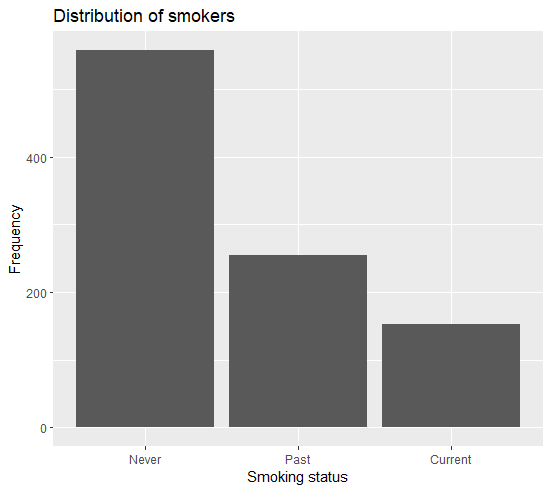 Distribution of smokers
Frequency
400
200
0
Never Past Current
Smoking status